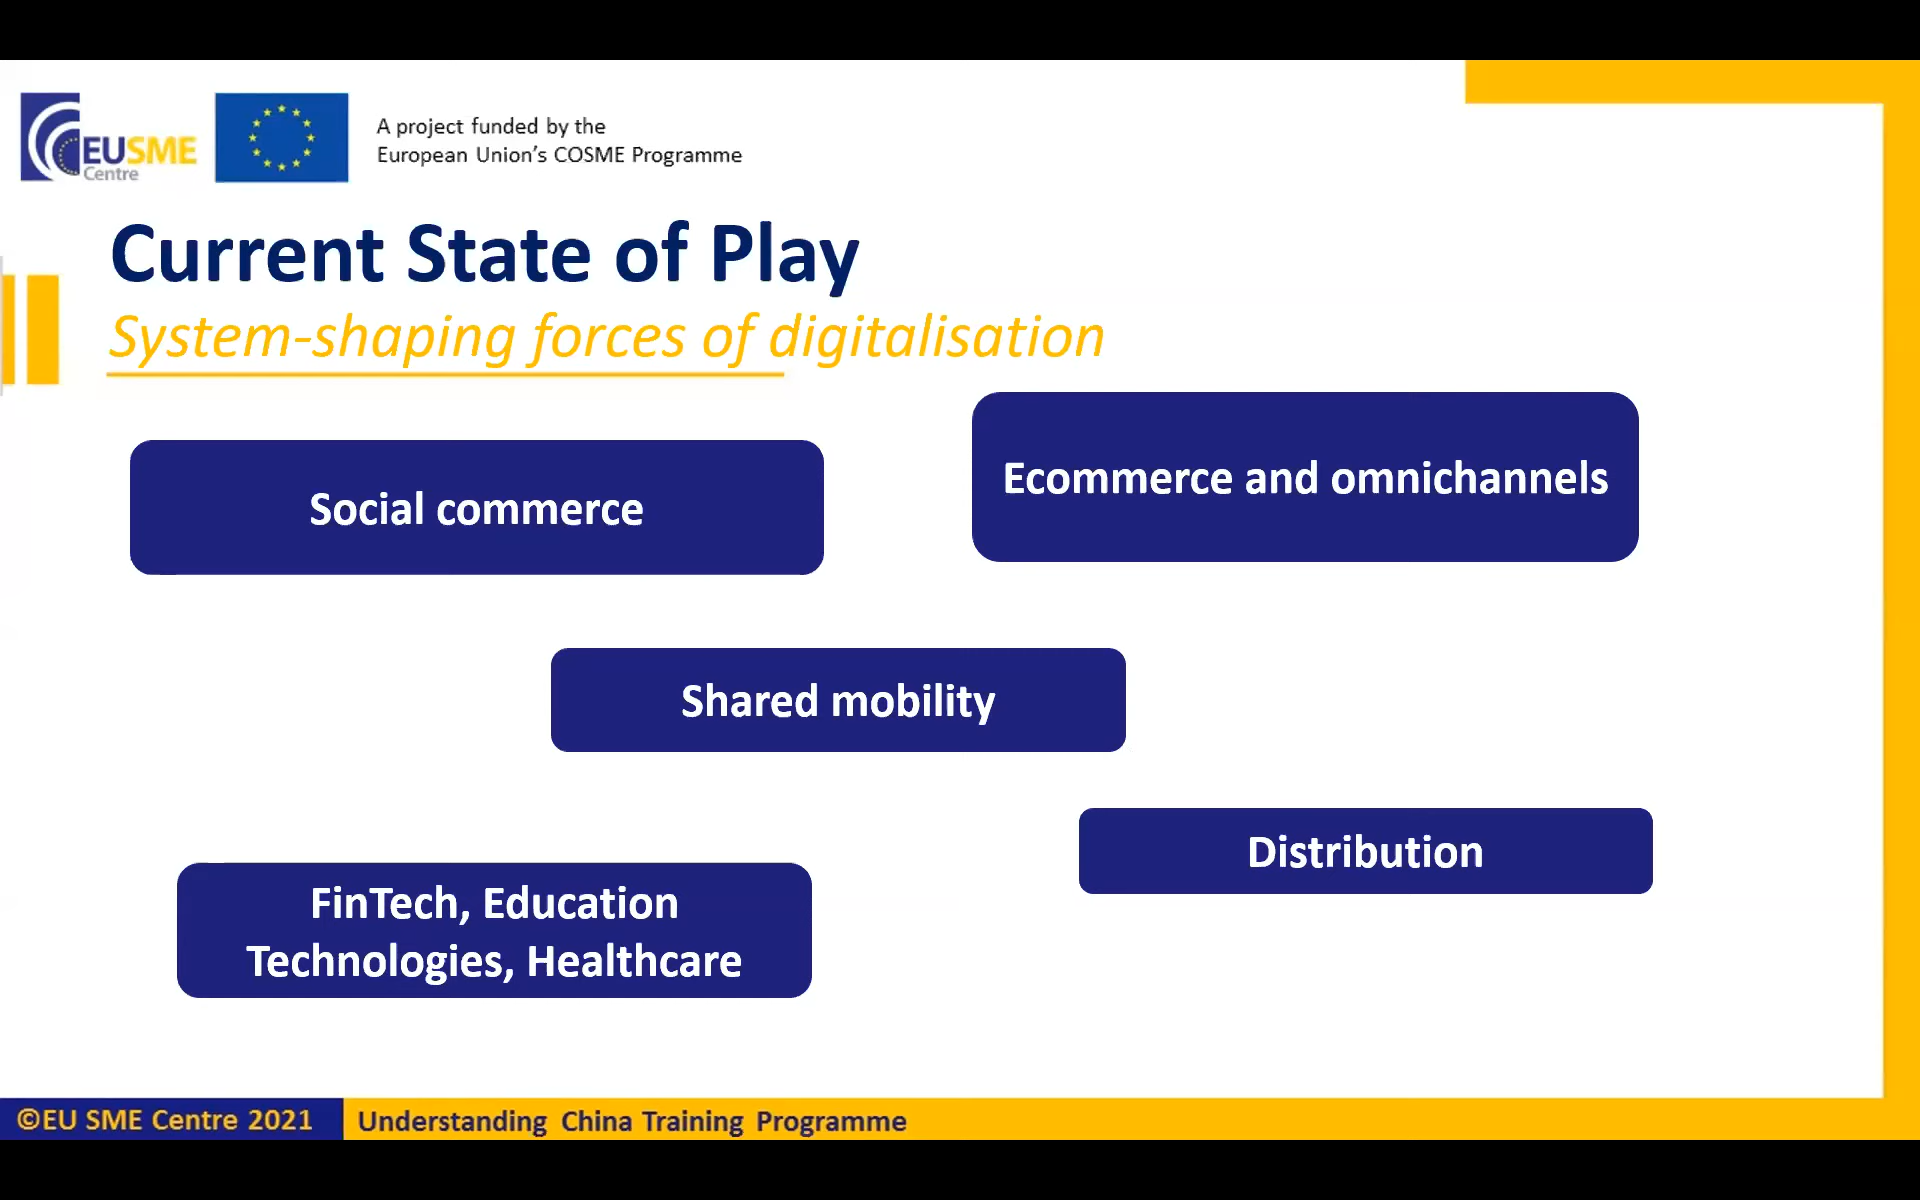 EUSME
Centre
A project funded by the
European Union's COSME Programme
Current State of Play
System-shaping forces of digitalisation
Social commerce
Ecommerce and omnichannels
Shared mobility
Distribution
FinTech, Education
Technologies, Healthcare
©EU SME Centre 2021
Understanding China Training Programme